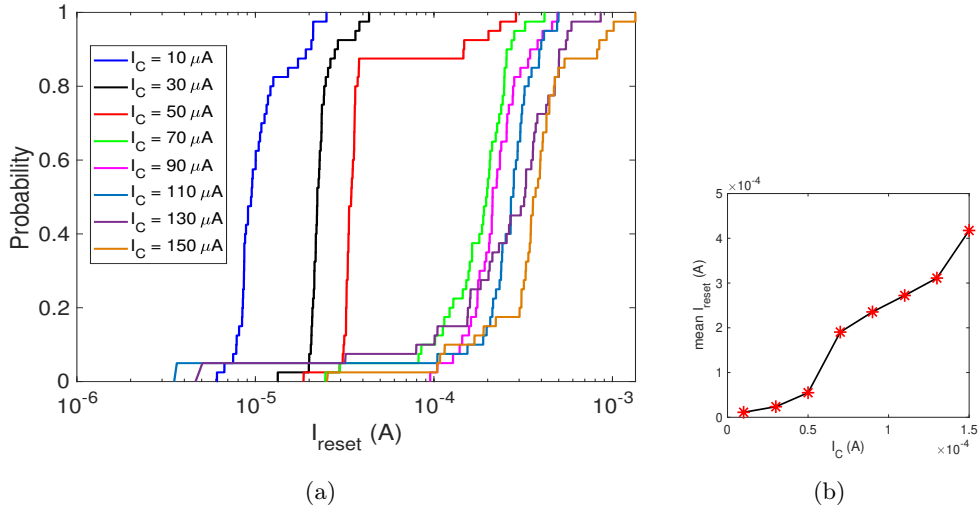 1
0.8
0.6
0.4
0.2
0
Probability
I_C = 10 μA
I_C = 30 μA
I_C = 50 μA
I_C = 70 μA
I_C = 90 μA
I_C = 110 μA
I_C = 130 μA
I_C = 150 μA
10^-6 10^-5 10^-4 10^-3
I_reset (A)
(a)
×10^-4
5
4
3
2
1
0
mean I_reset (A)
0 0.5 1 1.5
I_C (A) ×10^-4
(b)